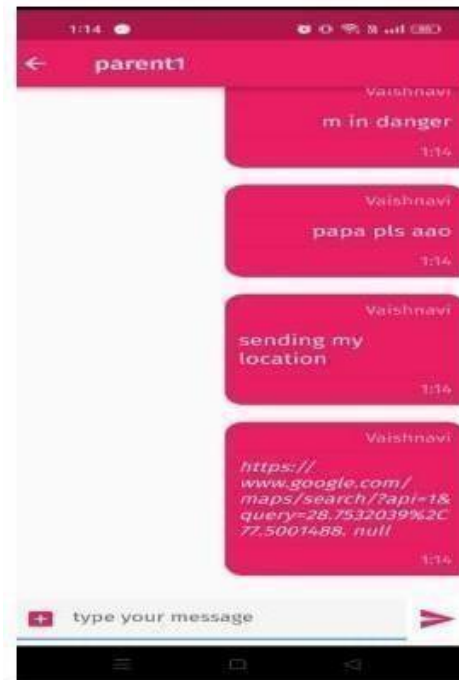 1:14
parent1
Vaishnavi
m in danger
1:14
Vaishnavi
papa pls aao
1:14
Vaishnavi
sending my
location
1:14
Vaishnavi
https://
www.google.com/
maps/search/?api=1&
query=28.7532039%2C
77.5001488. null
1:14
type your message